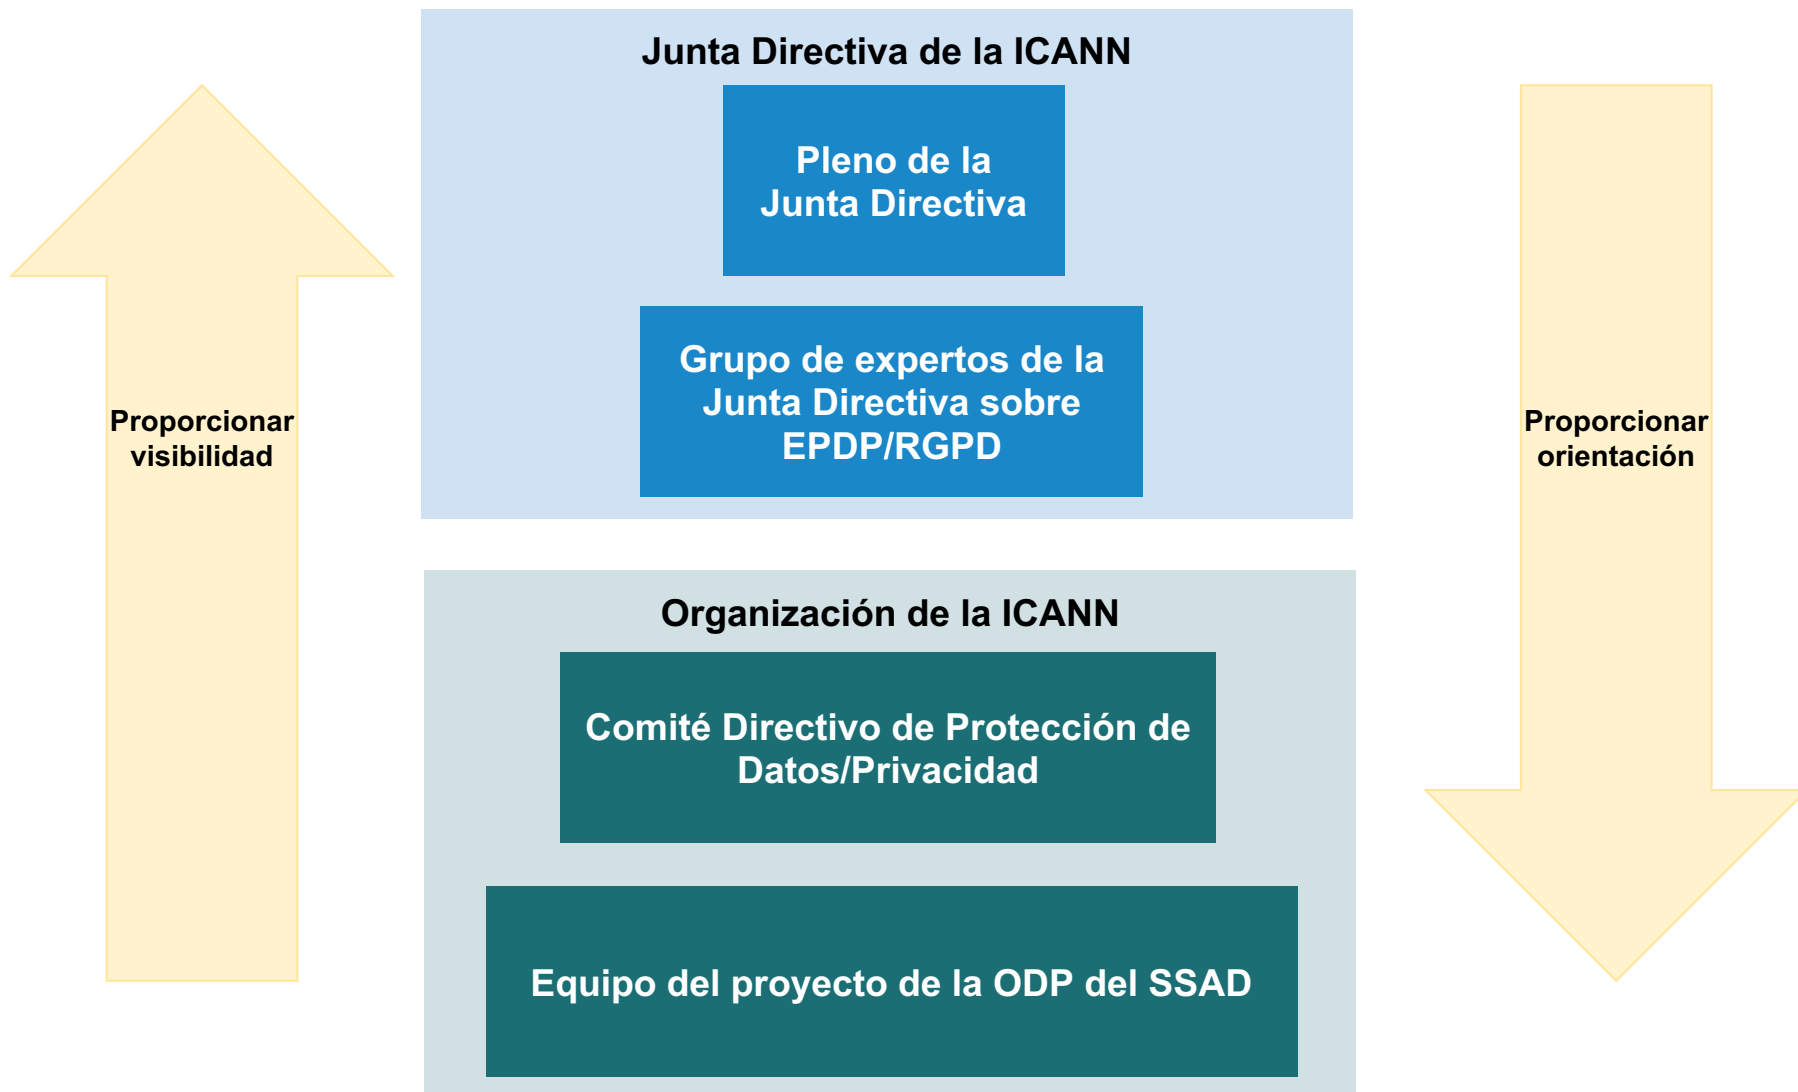 Junta Directiva de la ICANN
Pleno de la
Junta Directiva
Grupo de expertos de la
Junta Directiva sobre
EPDP/RGPD
Proporcionar
visibilidad
Proporcionar
orientación
Organización de la ICANN
Comité Directivo de Protección de
Datos/Privacidad
Equipo del proyecto de la ODP del SSAD